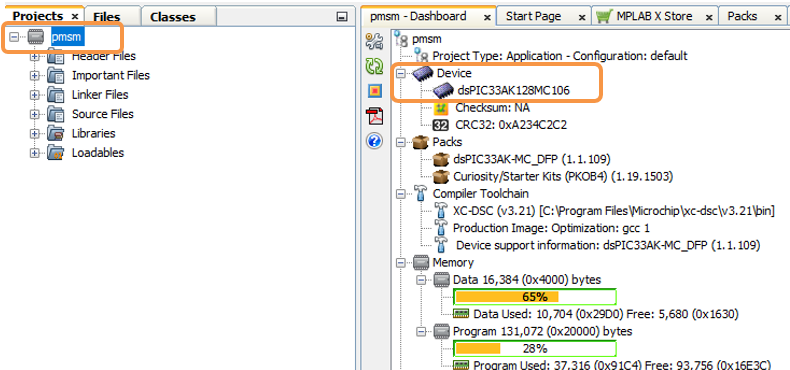 Projects × Files Classes
pmsm
Header Files
Important Files
Linker Files
Source Files
Libraries
Loadables
pmsm - Dashboard × Start Page × MPLAB X Store × Packs ×
pmsm
Project Type: Application - Configuration: default
Device
dsPIC33AK128MC106
Checksum: NA
32 CRC32: 0xA234C2C2
Packs
dsPIC33AK-MC_DFP (1.1.109)
Curiosity/Starter Kits (PKOB4) (1.19.1503)
Compiler Toolchain
XC-DSC (v3.21) [C:\Program Files\Microchip\xc-dsc\v3.21\bin]
Production Image: Optimization: gcc 1
Device support information: dsPIC33AK-MC_DFP (1.1.109)
Memory
Data 16,384 (0x4000) bytes
65%
Data Used: 10,704 (0x29D0) Free: 5,680 (0x1630)
Program 131,072 (0x20000) bytes
28%
Program Used: 37,316 (0x91C4) Free: 93,756 (0x16E3C)